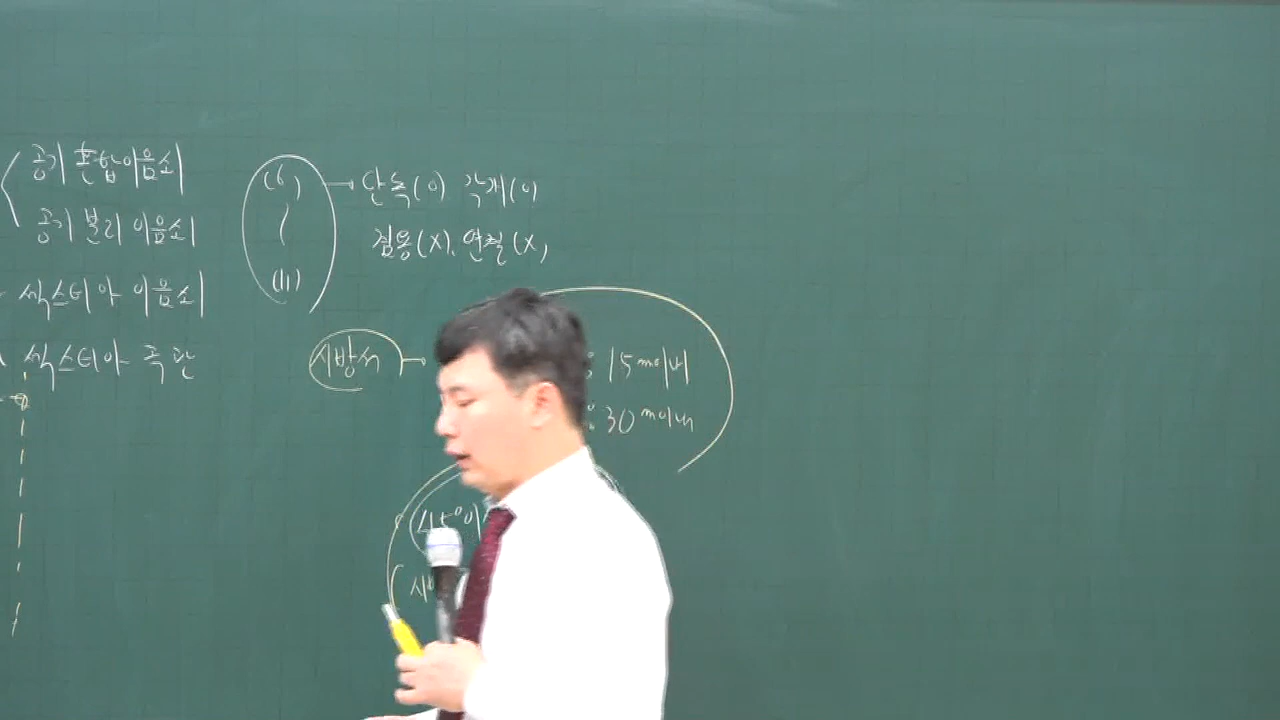 공기 혼합이음쇠
공기 분리 이음쇠
섹스티아 이음쇠
섹스티아 곡관
(6)
(11)
단독(O) 각개(O)
겸용(X), 연결(X)
시방서
: 15m이내
: 30m이내
45°이